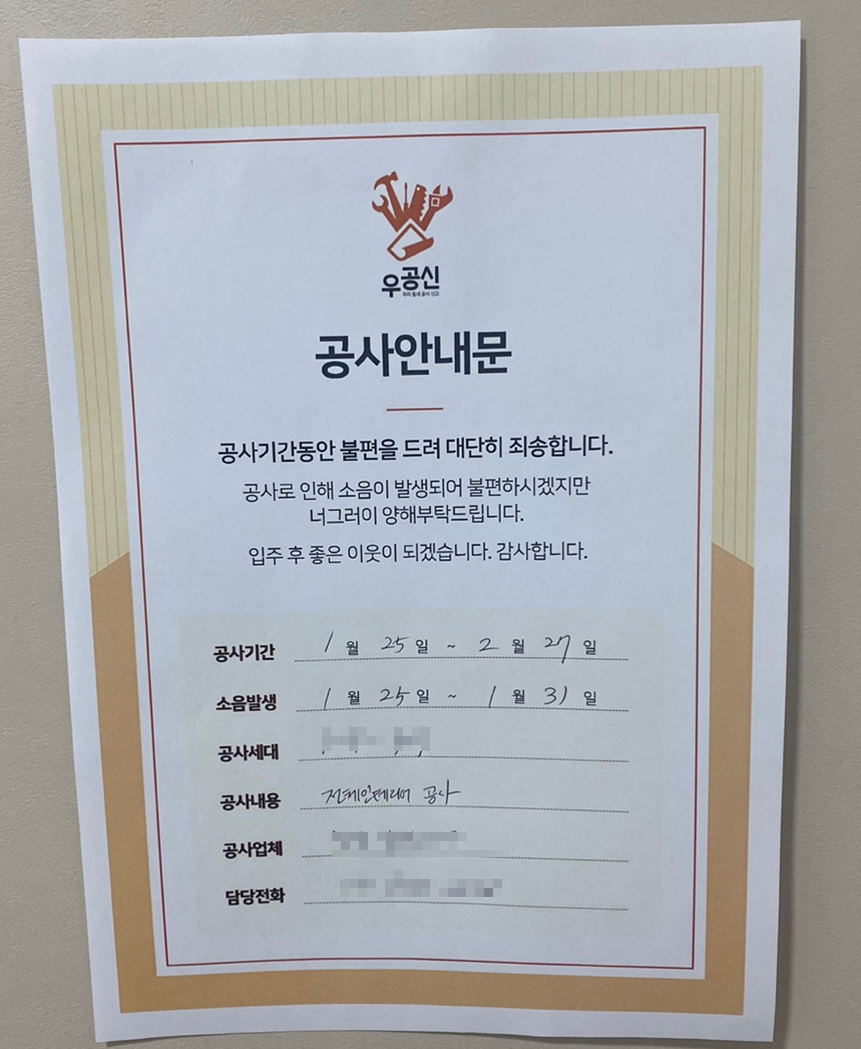 우공신
우리 동네 공사 신고
공사안내문
공사기간동안 불편을 드려 대단히 죄송합니다.
공사로 인해 소음이 발생되어 불편하시겠지만
너그러이 양해부탁드립니다.
입주 후 좋은 이웃이 되겠습니다. 감사합니다.
공사기간 1 월 25 일 ~ 2 월 27 일
소음발생 1 월 25 일 ~ 1 월 31 일
공사세대
공사내용 전체인테리어 공사
공사업체
담당전화